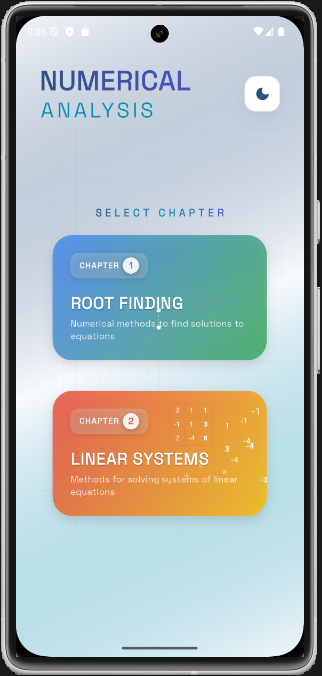 9:06
NUMERICAL
ANALYSIS
SELECT CHAPTER
CHAPTER 1
ROOT FINDING
Numerical methods to find solutions to
equations
CHAPTER 2
2 1 1
-1 1 3
2 -4 8
-1
-1
1
-4
3
-4
-4
LINEAR SYSTEMS
Methods for solving systems of linear
equations
×
-3